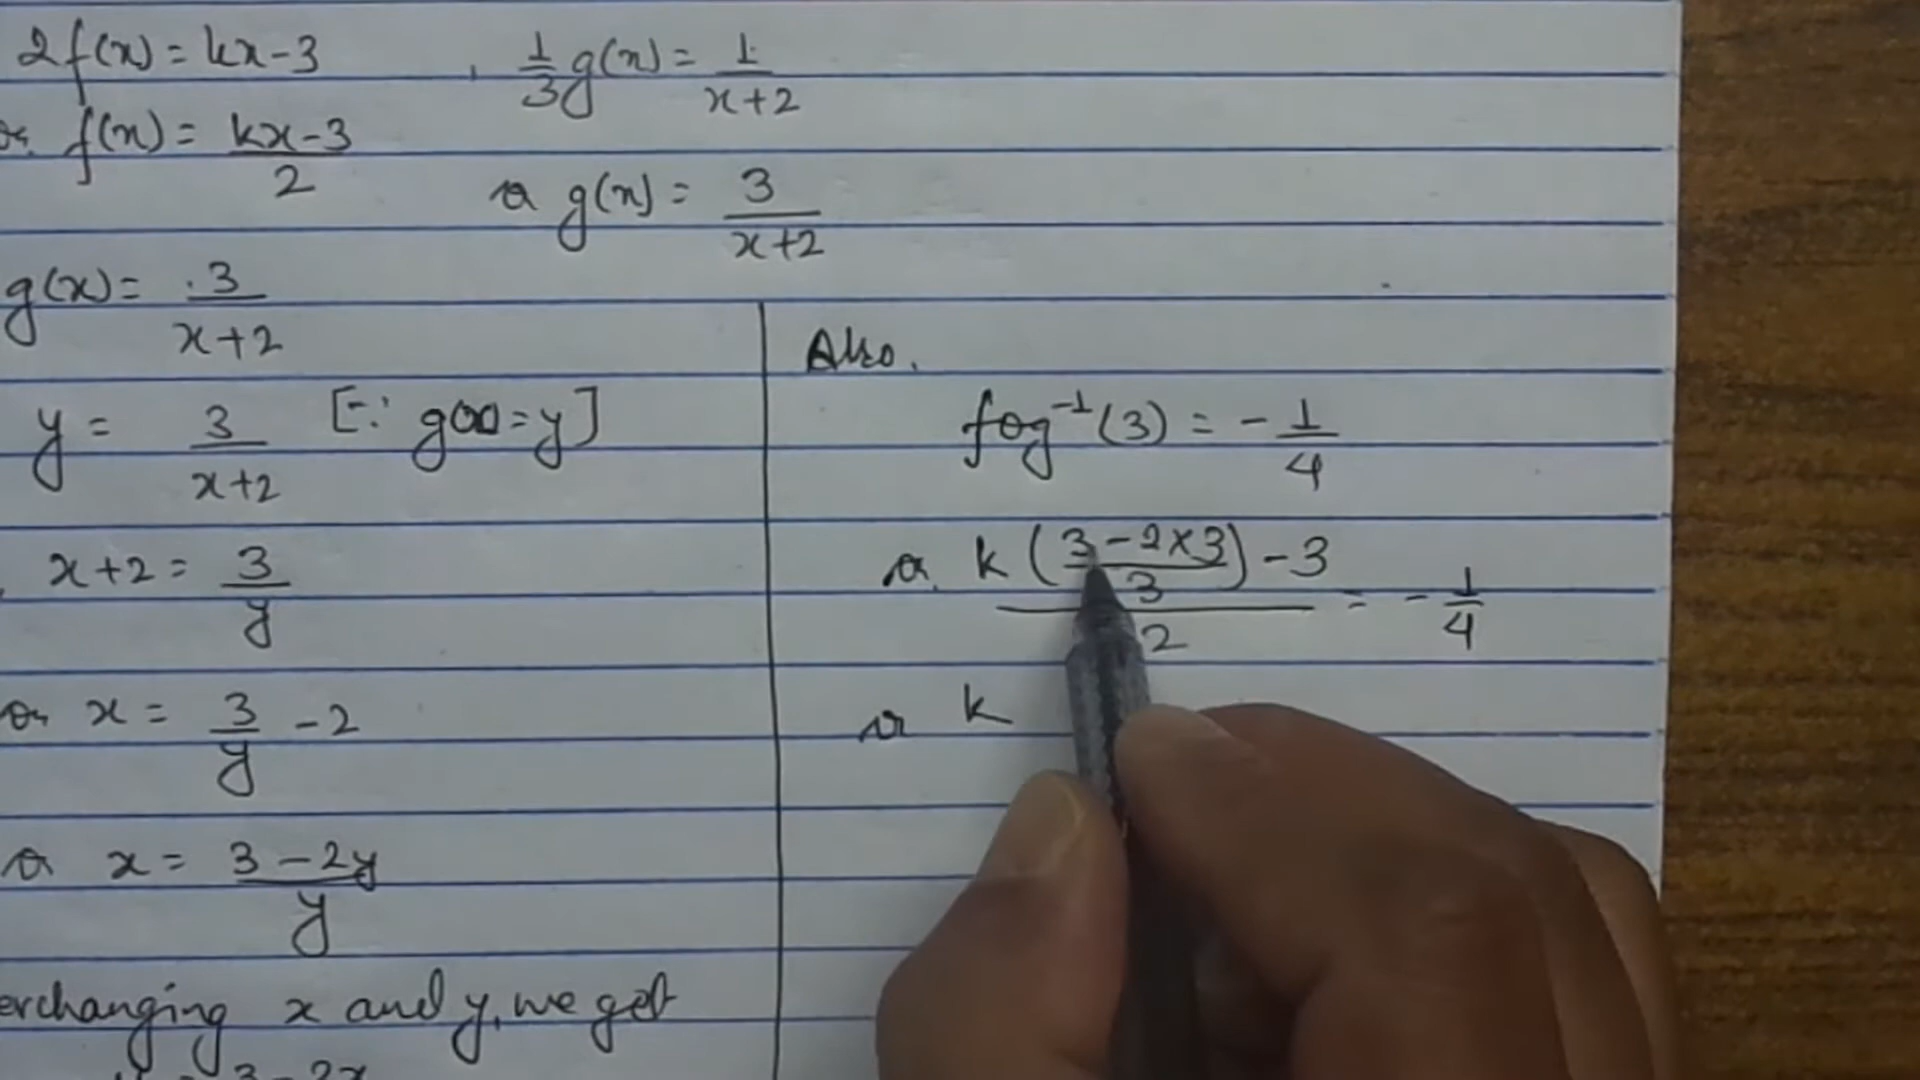 2f(x) = kx-3 , 1/3 g(x) = 1/x+2
or f(x) = kx-3/2
or g(x) = 3/x+2
g(x) = 3/x+2
y = 3/x+2 [∵ g(x) = y]
x+2 = 3/y
or x = 3/y - 2
or x = 3-2y/y
erchanging x and y, we get
y = 3-2x
Also,
fog⁻¹(3) = -1/4
or k(3-2×3/3)-3/2 = -1/4
or k